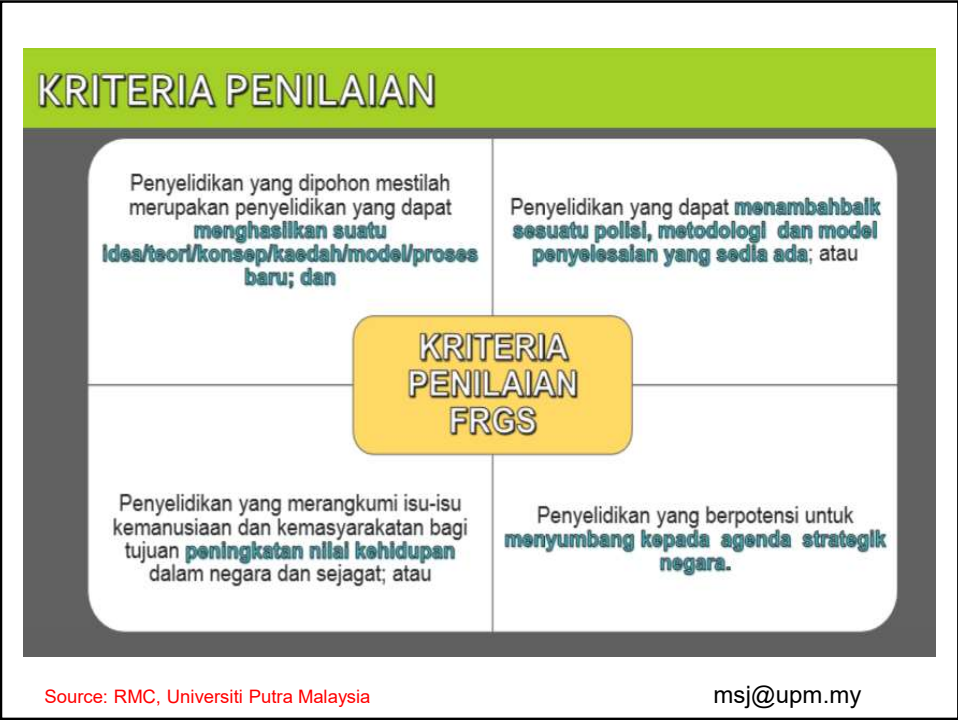 KRITERIA PENILAIAN
Penyelidikan yang dipohon mestilah
merupakan penyelidikan yang dapat
menghasilkan suatu
idea/teori/konsep/kaedah/model/proses
baru; dan
Penyelidikan yang dapat menambahbaik
sesuatu polisi, metodologi dan model
penyelesaian yang sedia ada; atau
KRITERIA
PENILAIAN
FRGS
Penyelidikan yang merangkumi isu-isu
kemanusiaan dan kemasyarakatan bagi
tujuan peningkatan nilai kehidupan
dalam negara dan sejagat; atau
Penyelidikan yang berpotensi untuk
menyumbang kepada agenda strategik
negara.
Source: RMC, Universiti Putra Malaysia
msj@upm.my